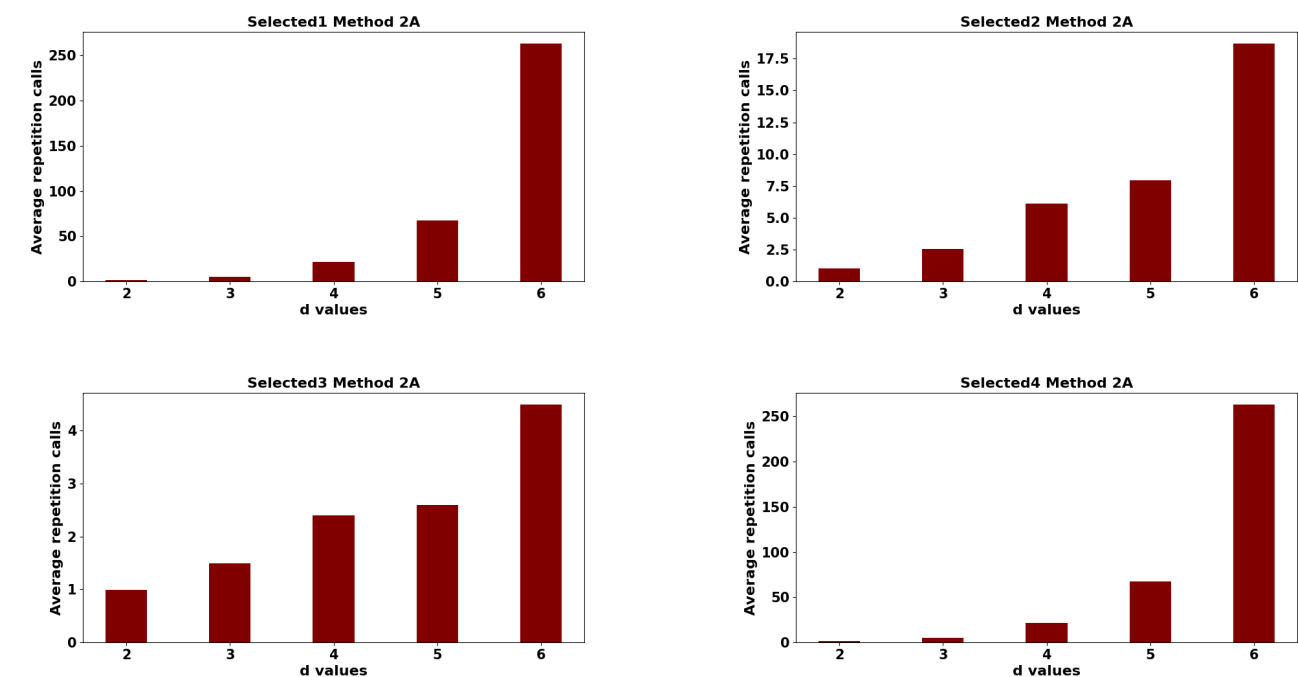 Selected1 Method 2A
Average repetition calls
250
200
150
100
50
0
2 3 4 5 6
d values
Selected2 Method 2A
Average repetition calls
17.5
15.0
12.5
10.0
7.5
5.0
2.5
0.0
2 3 4 5 6
d values
Selected3 Method 2A
Average repetition calls
4
3
2
1
0
2 3 4 5 6
d values
Selected4 Method 2A
Average repetition calls
250
200
150
100
50
0
2 3 4 5 6
d values